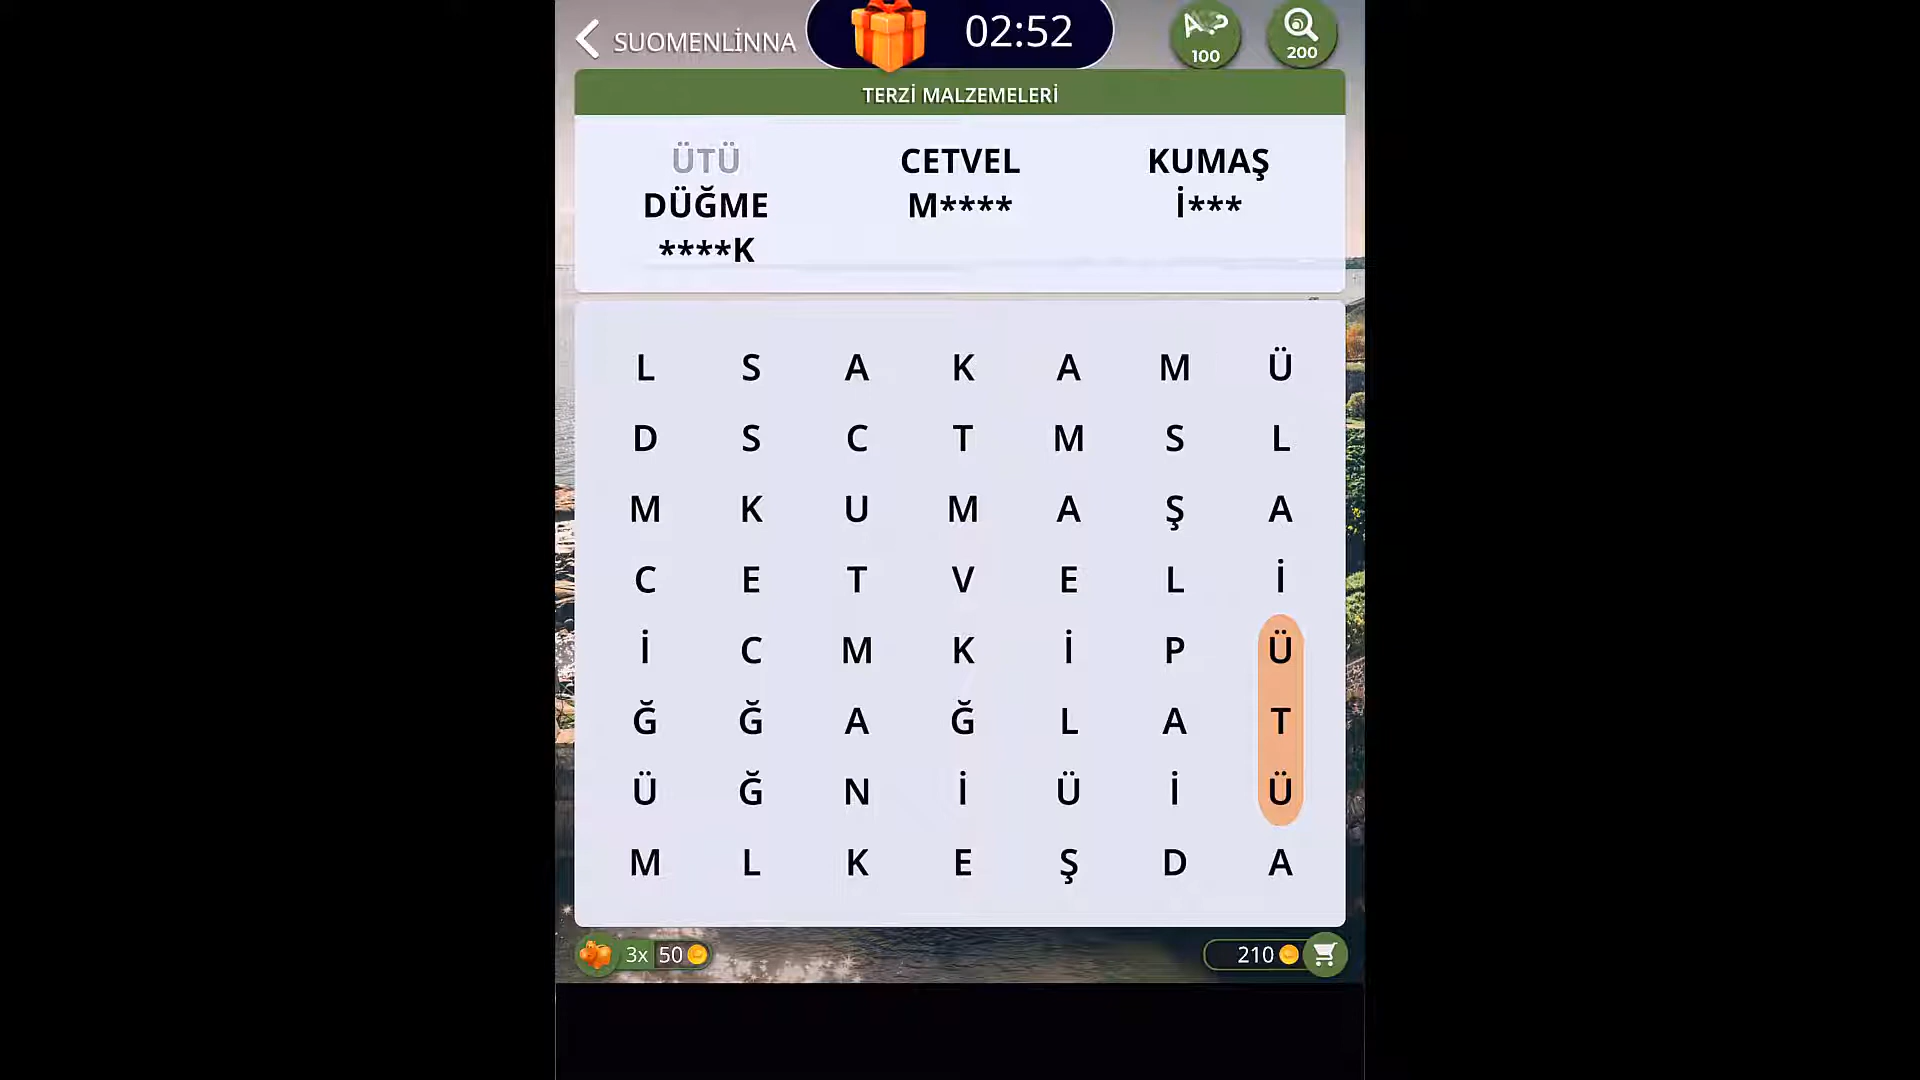 SUOMENLİNNA
02:52
A ?
100
200
TERZİ MALZEMELERİ
ÜTÜ CETVEL KUMAŞ
DÜĞME M**** İ***
****K
L S A K A M Ü
D S C T M S L
M K U M A Ş A
C E T V E L İ
İ C M K İ P Ü
Ğ Ğ A Ğ L A T
Ü Ğ N İ Ü İ Ü
M L K E Ş D A
3x 50
210